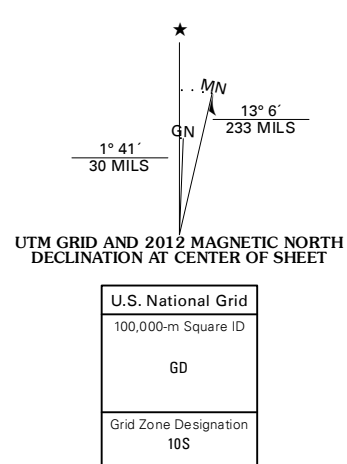 ★
MN
13° 6´
233 MILS
GN
1° 41´
30 MILS
UTM GRID AND 2012 MAGNETIC NORTH
DECLINATION AT CENTER OF SHEET
U.S. National Grid
100,000-m Square ID
GD
Grid Zone Designation
10S